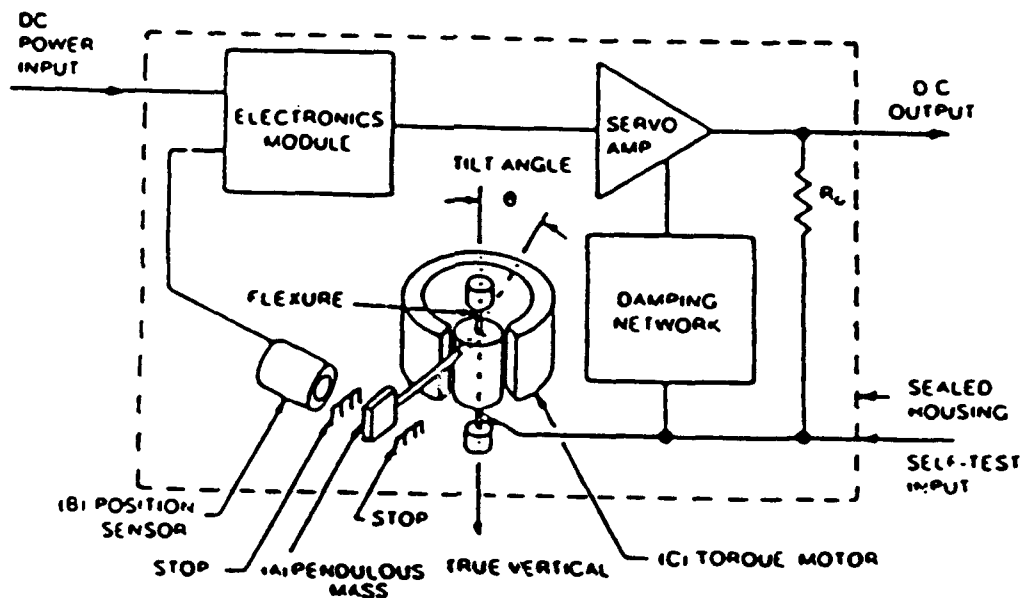 DC
POWER
INPUT
ELECTRONICS
MODULE
SERVO
AMP
DC
OUTPUT
TILT ANGLE
θ
FLEXURE
DAMPING
NETWORK
SEALED
HOUSING
SELF-TEST
INPUT
(B) POSITION
SENSOR
STOP
STOP
(A) PENDULOUS
MASS
TRUE VERTICAL
(C) TORQUE MOTOR